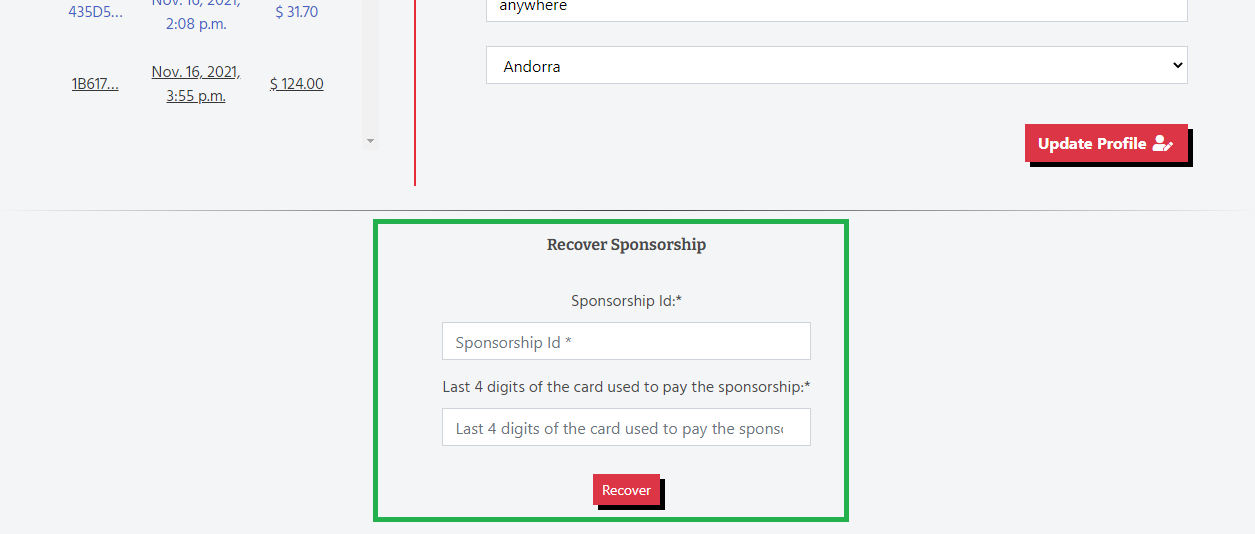 435D5...
Nov. 16, 2021,
2:08 p.m.
$ 31.70
1B617...
Nov. 16, 2021,
3:55 p.m.
$ 124.00
anywhere
Andorra
Update Profile
Recover Sponsorship
Sponsorship Id:*
Sponsorship Id *
Last 4 digits of the card used to pay the sponsorship:*
Last 4 digits of the card used to pay the spons
Recover